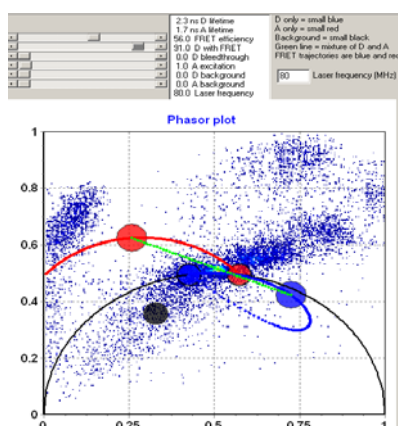 2.3 ns D lifetime
1.7 ns A lifetime
56.0 FRET efficiency
91.0 D with FRET
0.0 D bleedthrough
1.0 A excitation
0.0 D background
0.0 A background
80.0 Laser frequency
D only = small blue
A only = small red
Background = small black
Green line = mixture of D and A
FRET trajectories are blue and red
80 Laser frequency (MHz)
Phasor plot
1
0.8
0.6
0.4
0.2
0
0 0.25 0.5 0.75 1